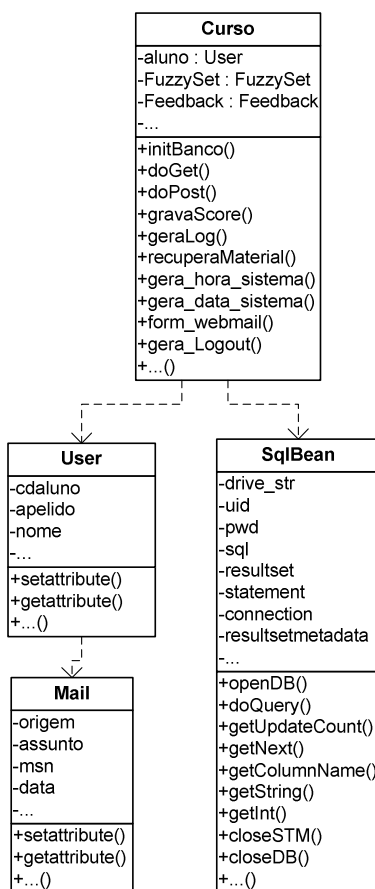 Curso
-aluno : User
-FuzzySet : FuzzySet
-Feedback : Feedback
-...
+initBanco()
+doGet()
+doPost()
+gravaScore()
+geraLog()
+recuperaMaterial()
+gera_hora_sistema()
+gera_data_sistema()
+form_webmail()
+gera_Logout()
+...()
User
-cdaluno
-apelido
-nome
-...
+setattribute()
+getattribute()
+...()
Mail
-origem
-assunto
-msn
-data
-...
+setattribute()
+getattribute()
+...()
SqlBean
-drive_str
-uid
-pwd
-sql
-resultset
-statement
-connection
-resultsetmetadata
-...
+openDB()
+doQuery()
+getUpdateCount()
+getNext()
+getColumnName()
+getString()
+getInt()
+closeSTM()
+closeDB()
+...()